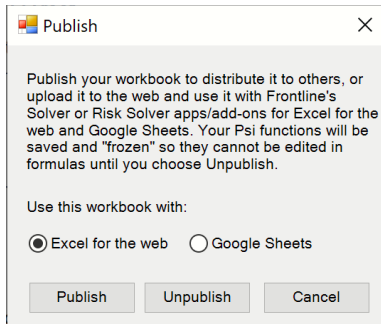 Publish
Publish your workbook to distribute it to others, or
upload it to the web and use it with Frontline's
Solver or Risk Solver apps/add-ons for Excel for the
web and Google Sheets. Your Psi functions will be
saved and "frozen" so they cannot be edited in
formulas until you choose Unpublish.
Use this workbook with:
Excel for the web Google Sheets
Publish Unpublish Cancel